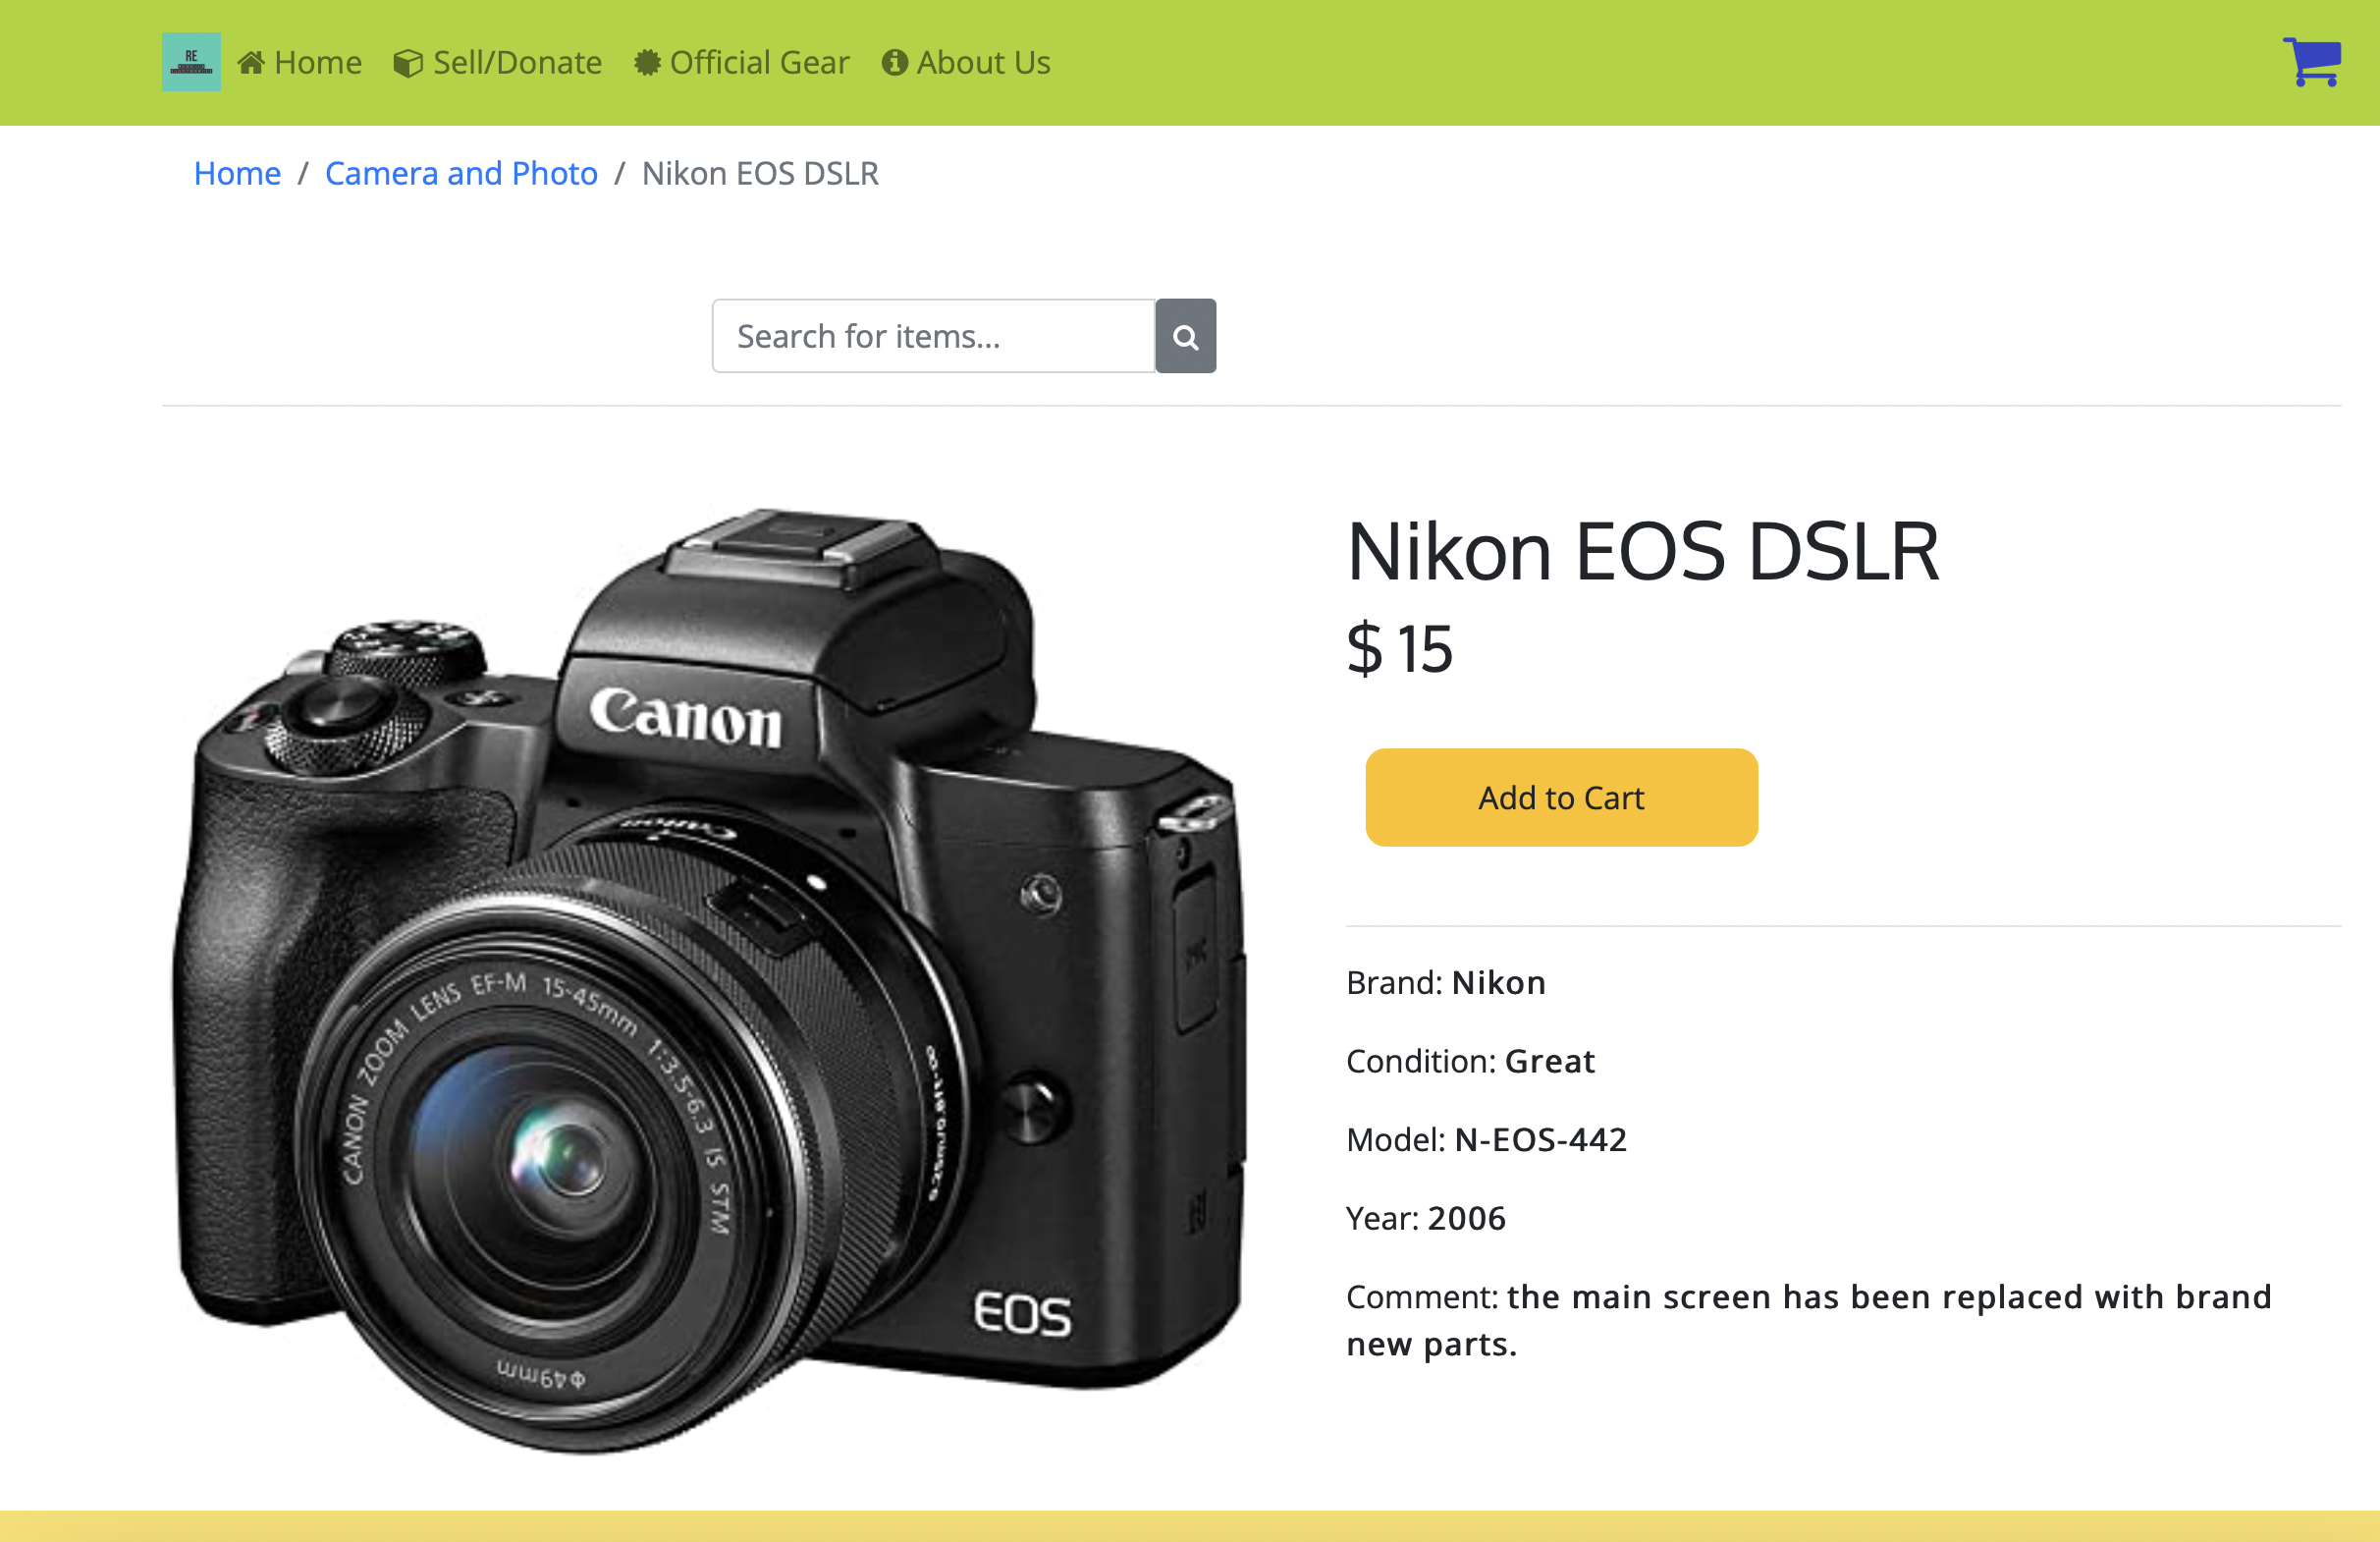 RE
Home
Sell/Donate
Official Gear
About Us
Home / Camera and Photo / Nikon EOS DSLR
Search for items...
Nikon EOS DSLR
$ 15
Add to Cart
Brand: Nikon
Condition: Great
Model: N-EOS-442
Year: 2006
Comment: the main screen has been replaced with brand
new parts.
Canon
Canon
CANON ZOOM LENS EF-M 15-45mm 1:3.5-6.3 IS STM
φ49mm
EOS